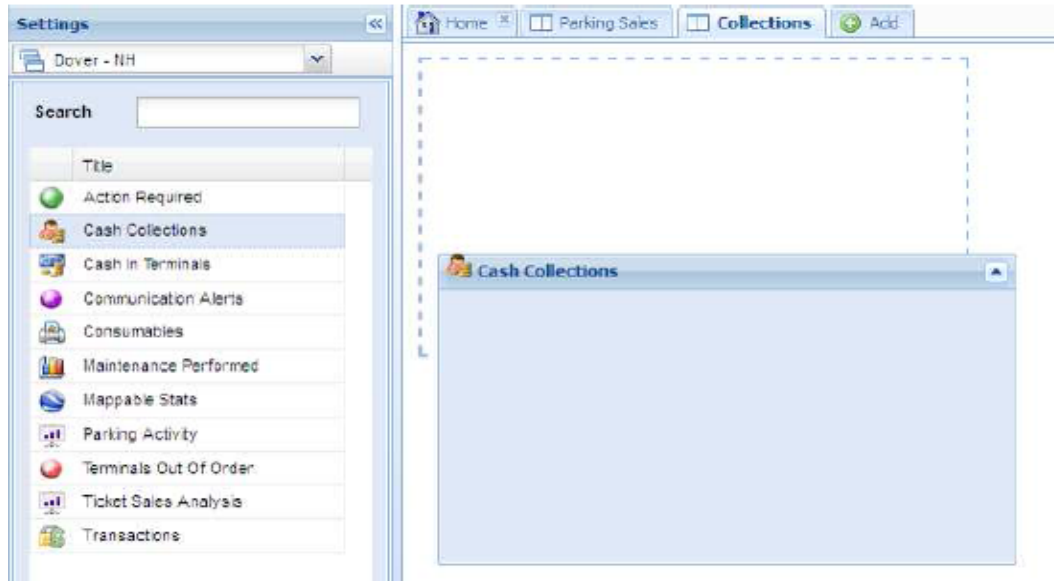 Settings
Dover - NH
Search
Title
Action Required
Cash Collections
Cash In Terminals
Communication Alerts
Consumables
Maintenance Performed
Mappable Stats
Parking Activity
Terminals Out Of Order
Ticket Sales Analysis
Transactions
Home
Parking Sales
Collections
Add
Cash Collections